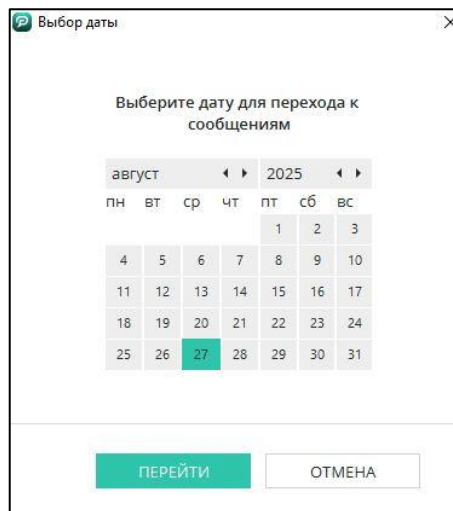 Выбор даты
Выберите дату для перехода к
сообщениям
август 2025
пн вт ср чт пт сб вс
1 2 3
4 5 6 7 8 9 10
11 12 13 14 15 16 17
18 19 20 21 22 23 24
25 26 27 28 29 30 31
ПЕРЕЙТИ ОТМЕНА